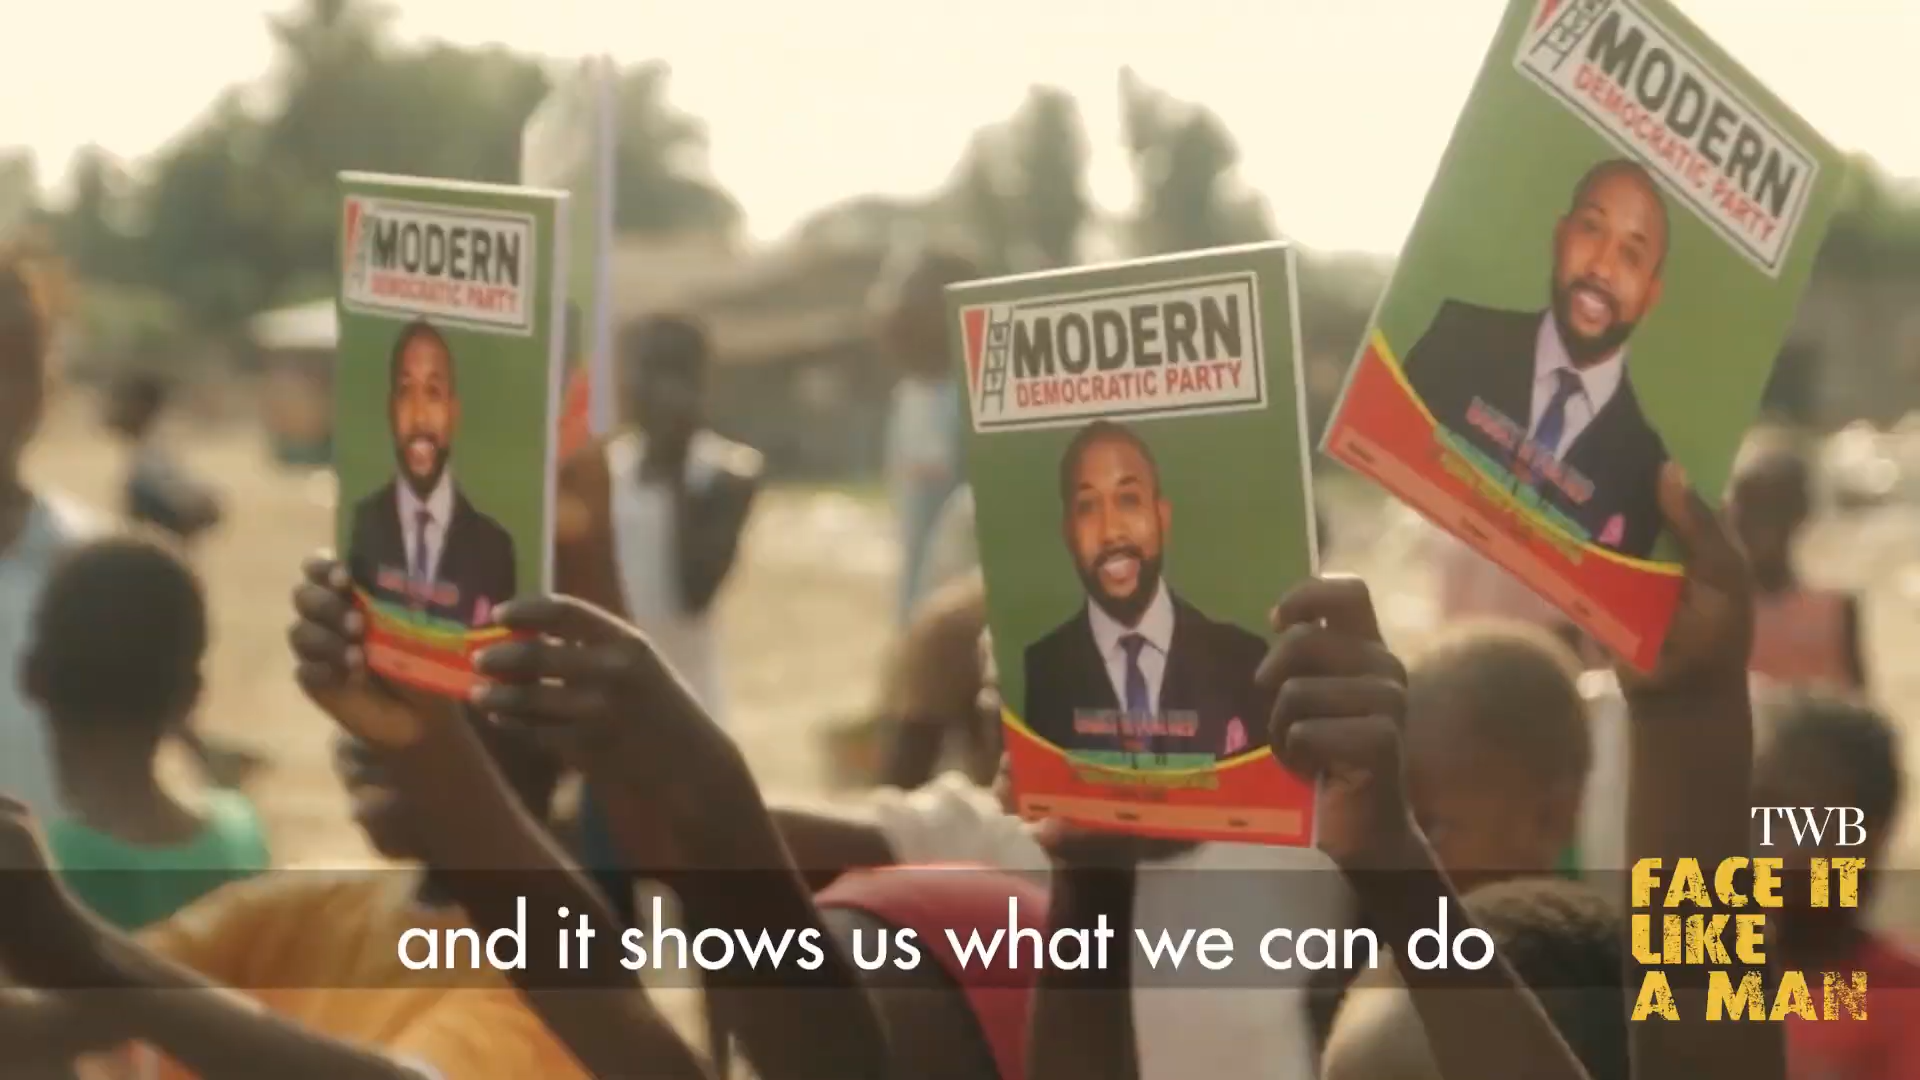 MODERN
DEMOCRATIC PARTY
MODERN
DEMOCRATIC PARTY
MODERN
DEMOCRATIC PARTY
and it shows us what we can do
TWB
FACE IT
LIKE
A MAN